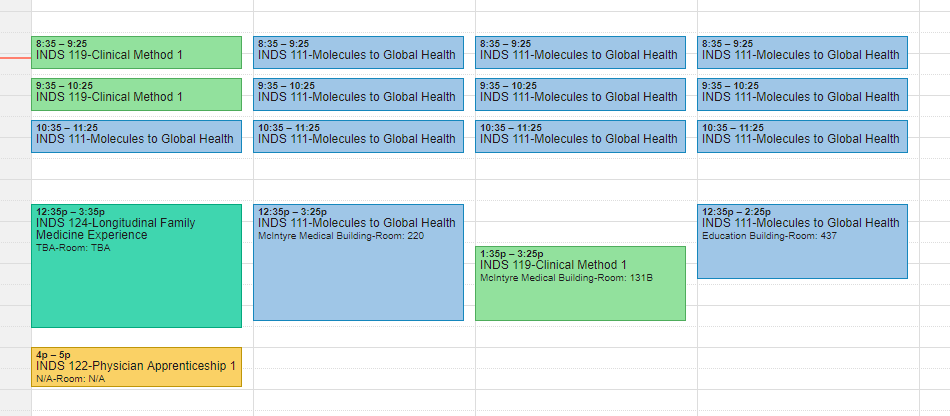 8:35 – 9:25
INDS 119-Clinical Method 1
8:35 – 9:25
INDS 111-Molecules to Global Health
8:35 – 9:25
INDS 111-Molecules to Global Health
8:35 – 9:25
INDS 111-Molecules to Global Health
9:35 – 10:25
INDS 119-Clinical Method 1
9:35 – 10:25
INDS 111-Molecules to Global Health
9:35 – 10:25
INDS 111-Molecules to Global Health
9:35 – 10:25
INDS 111-Molecules to Global Health
10:35 – 11:25
INDS 111-Molecules to Global Health
10:35 – 11:25
INDS 111-Molecules to Global Health
10:35 – 11:25
INDS 111-Molecules to Global Health
10:35 – 11:25
INDS 111-Molecules to Global Health
12:35p – 3:35p
INDS 124-Longitudinal Family
Medicine Experience
TBA-Room: TBA
12:35p – 3:25p
INDS 111-Molecules to Global Health
McIntyre Medical Building-Room: 220
1:35p – 3:25p
INDS 119-Clinical Method 1
McIntyre Medical Building-Room: 131B
12:35p – 2:25p
INDS 111-Molecules to Global Health
Education Building-Room: 437
4p – 5p
INDS 122-Physician Apprenticeship 1
N/A-Room: N/A